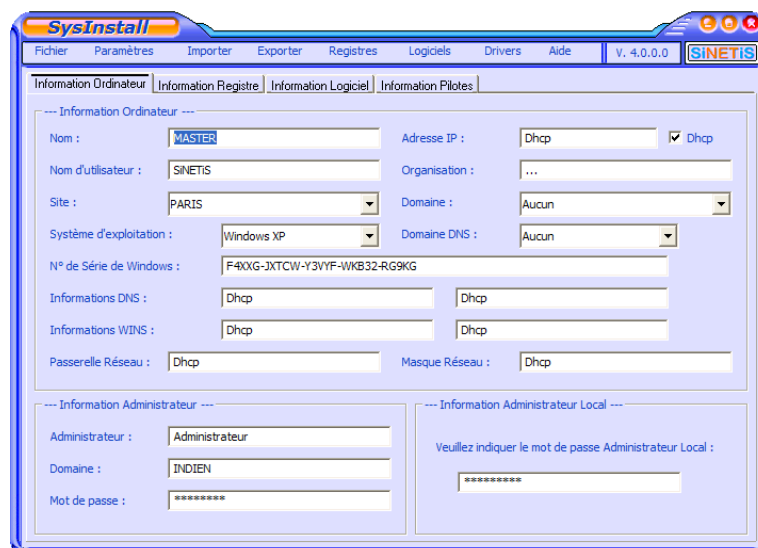 SysInstall
Fichier Paramètres Importer Exporter Registres Logiciels Drivers Aide V. 4.0.0.0 SiNETiS
Information Ordinateur Information Registre Information Logiciel Information Pilotes
--- Information Ordinateur ---
Nom : MASTER Adresse IP : Dhcp Dhcp
Nom d'utilisateur : SiNETiS Organisation : ...
Site : PARIS Domaine : Aucun
Système d'exploitation : Windows XP Domaine DNS : Aucun
N° de Série de Windows : F4XXG-JXTCW-Y3VYF-WKB32-RG9KG
Informations DNS : Dhcp Dhcp
Informations WINS : Dhcp Dhcp
Passerelle Réseau : Dhcp Masque Réseau : Dhcp
--- Information Administrateur --- --- Information Administrateur Local ---
Administrateur : Administrateur
Veuillez indiquer le mot de passe Administrateur Local :
Domaine : INDIEN
*********
Mot de passe : ********